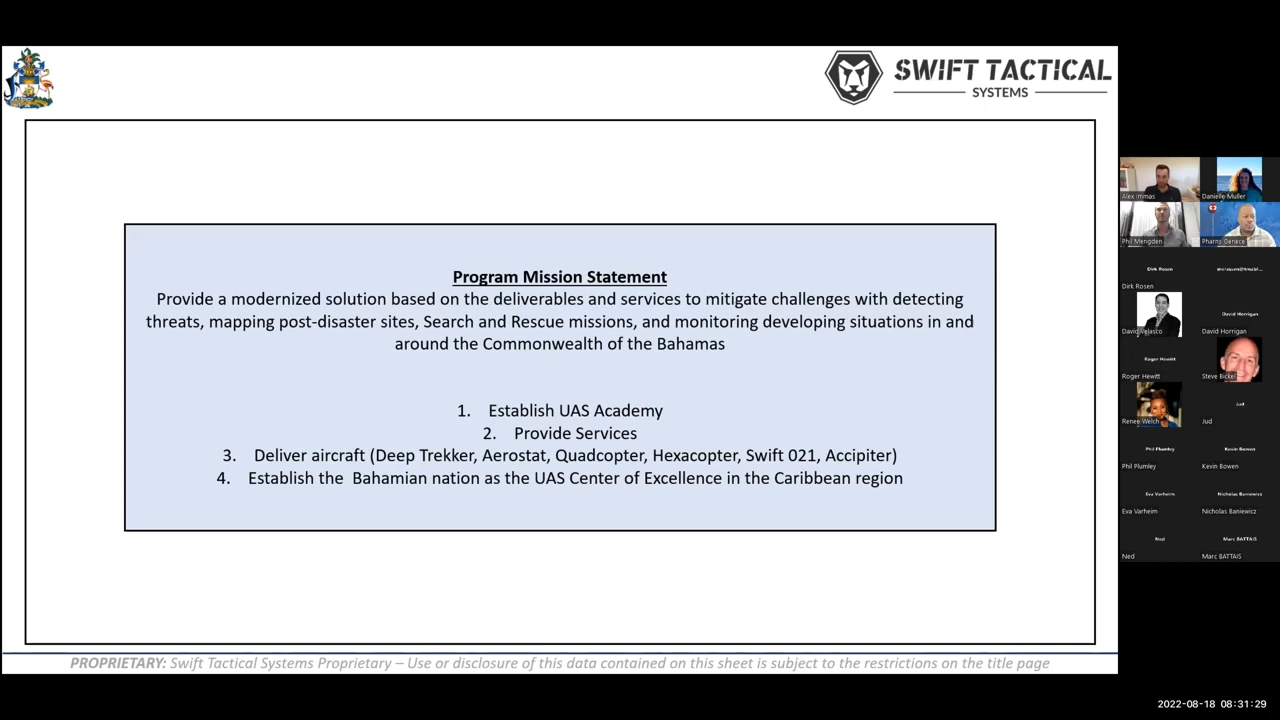 SWIFT TACTICAL
SYSTEMS
Program Mission Statement
Provide a modernized solution based on the deliverables and services to mitigate challenges with detecting
threats, mapping post-disaster sites, Search and Rescue missions, and monitoring developing situations in and
around the Commonwealth of the Bahamas
1. Establish UAS Academy
2. Provide Services
3. Deliver aircraft (Deep Trekker, Aerostat, Quadcopter, Hexacopter, Swift 021, Accipiter)
4. Establish the Bahamian nation as the UAS Center of Excellence in the Caribbean region
PROPRIETARY: Swift Tactical Systems Proprietary – Use or disclosure of this data contained on this sheet is subject to the restrictions on the title page
Alex Immas
Danielle Muller
Phil Mengden
Pharns Genece
Dirk Rosen
Dirk Rosen
David Velasco
David Horrigan
David Horrigan
Roger Hewitt
Roger Hewitt
Steve Bickel
Renee Welch
Jud
Jud
Phil Plumley
Kevin Bowen
Phil Plumley
Kevin Bowen
Eva Varheim
Nicholas Baniewicz
Eva Varheim
Nicholas Baniewicz
Ned
Marc BATTAIS
Ned
Marc BATTAIS
2022-08-18 08:31:29